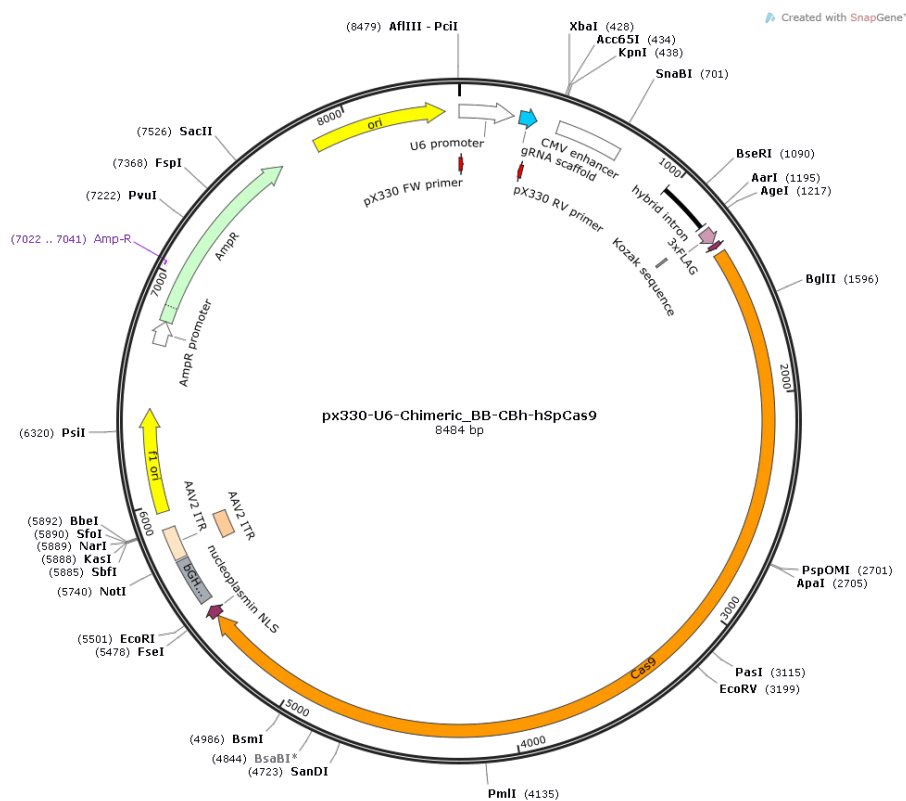 Created with SnapGene®
(8479) AflIII - PciI
XbaI (428)
Acc65I (434)
KpnI (438)
SnaBI (701)
BseRI (1090)
AarI (1195)
AgeI (1217)
BglII (1596)
PspOMI (2701)
ApaI (2705)
PasI (3115)
EcoRV (3199)
PmlI (4135)
(4723) SanDI
(4844) BsaBI*
(4986) BsmI
(5478) FseI
(5501) EcoRI
(5740) NotI
(5885) SbfI
(5888) KasI
(5889) NarI
(5890) SfoI
(5892) BbeI
(6320) PsiI
(7022 .. 7041) Amp-R
(7222) PvuI
(7368) FspI
(7526) SacII
1000
2000
3000
4000
5000
6000
7000
8000
ori
U6 promoter
gRNA scaffold
CMV enhancer
pX330 FW primer
pX330 RV primer
hybrid intron
3xFLAG
Kozak sequence
Cas9
nucleoplasmin NLS
bGH...
AAV2 ITR
AAV2 ITR
f1 ori
AmpR promoter
AmpR
px330-U6-Chimeric_BB-CBh-hSpCas9
8484 bp